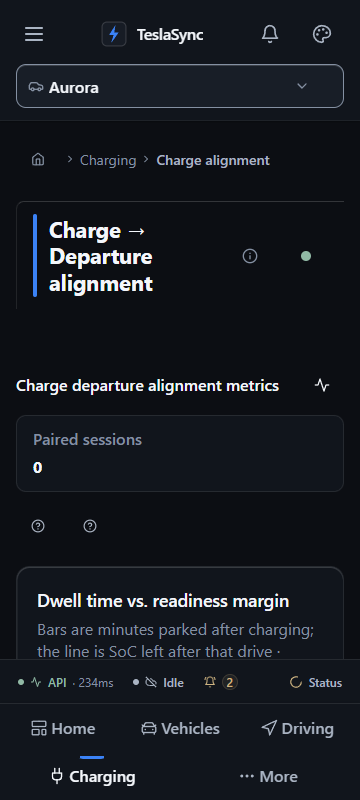 TeslaSync
Aurora
Charging
Charge alignment
Charge →
Departure
alignment
Charge departure alignment metrics
Paired sessions
0
Dwell time vs. readiness margin
Bars are minutes parked after charging;
the line is SoC left after that drive ·
API · 234ms
Idle
2
Status
Home
Vehicles
Driving
Charging
More